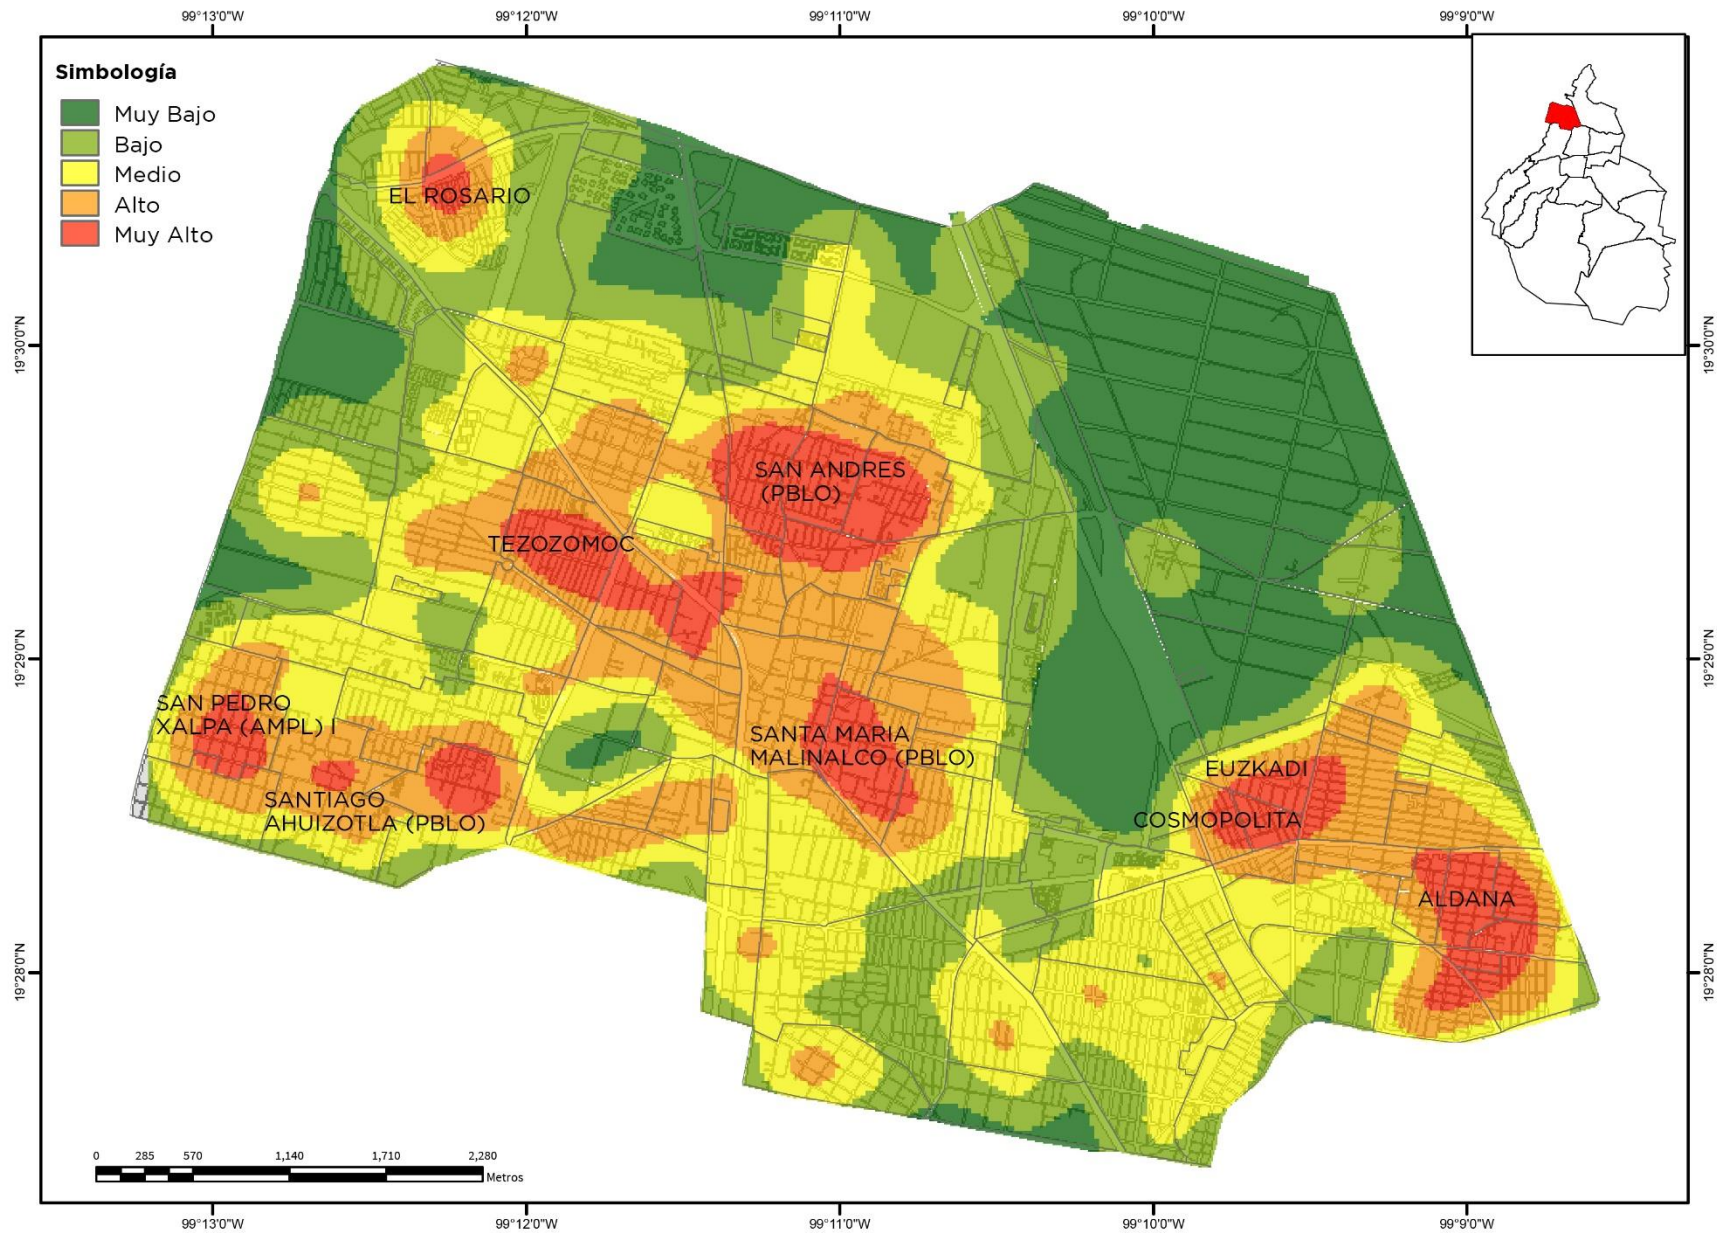 99°13'0"W 99°12'0"W 99°11'0"W 99°10'0"W 99°9'0"W
Simbología
Muy Bajo
Bajo
Medio
Alto
Muy Alto
EL ROSARIO
19°30'0"N 19°30'0"N
SAN ANDRES
(PBLO)
TEZOZOMOC
19°29'0"N 19°29'0"N
SAN PEDRO
XALPA (AMPL) I
SANTA MARIA
MALINALCO (PBLO)
EUZKADI
SANTIAGO
AHUIZOTLA (PBLO)
COSMOPOLITA
ALDANA
19°28'0"N 19°28'0"N
0 285 570 1,140 1,710 2,280
Metros
99°13'0"W 99°12'0"W 99°11'0"W 99°10'0"W 99°9'0"W